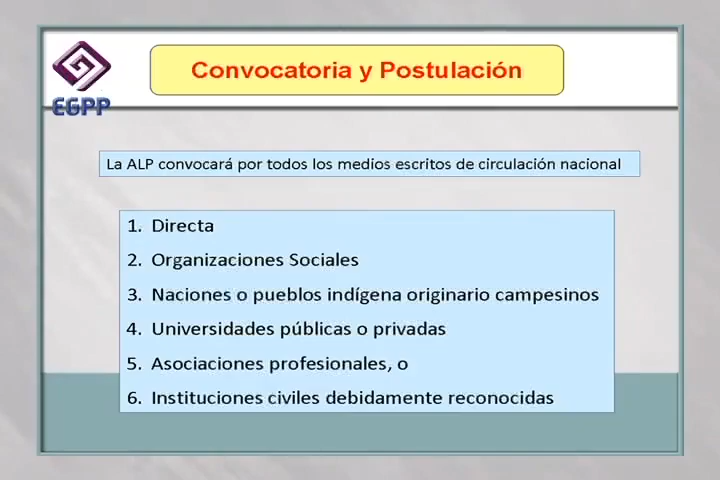 Convocatoria y Postulación
EGPP
La ALP convocará por todos los medios escritos de circulación nacional
1. Directa
2. Organizaciones Sociales
3. Naciones o pueblos indígena originario campesinos
4. Universidades públicas o privadas
5. Asociaciones profesionales, o
6. Instituciones civiles debidamente reconocidas